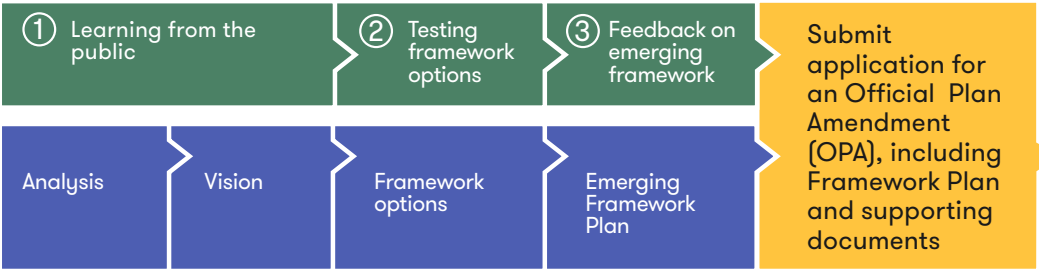 ① Learning from the
public
② Testing
framework
options
③ Feedback on
emerging
framework
Submit
application for
an Official Plan
Amendment
(OPA), including
Framework Plan
and supporting
documents
Analysis
Vision
Framework
options
Emerging
Framework
Plan